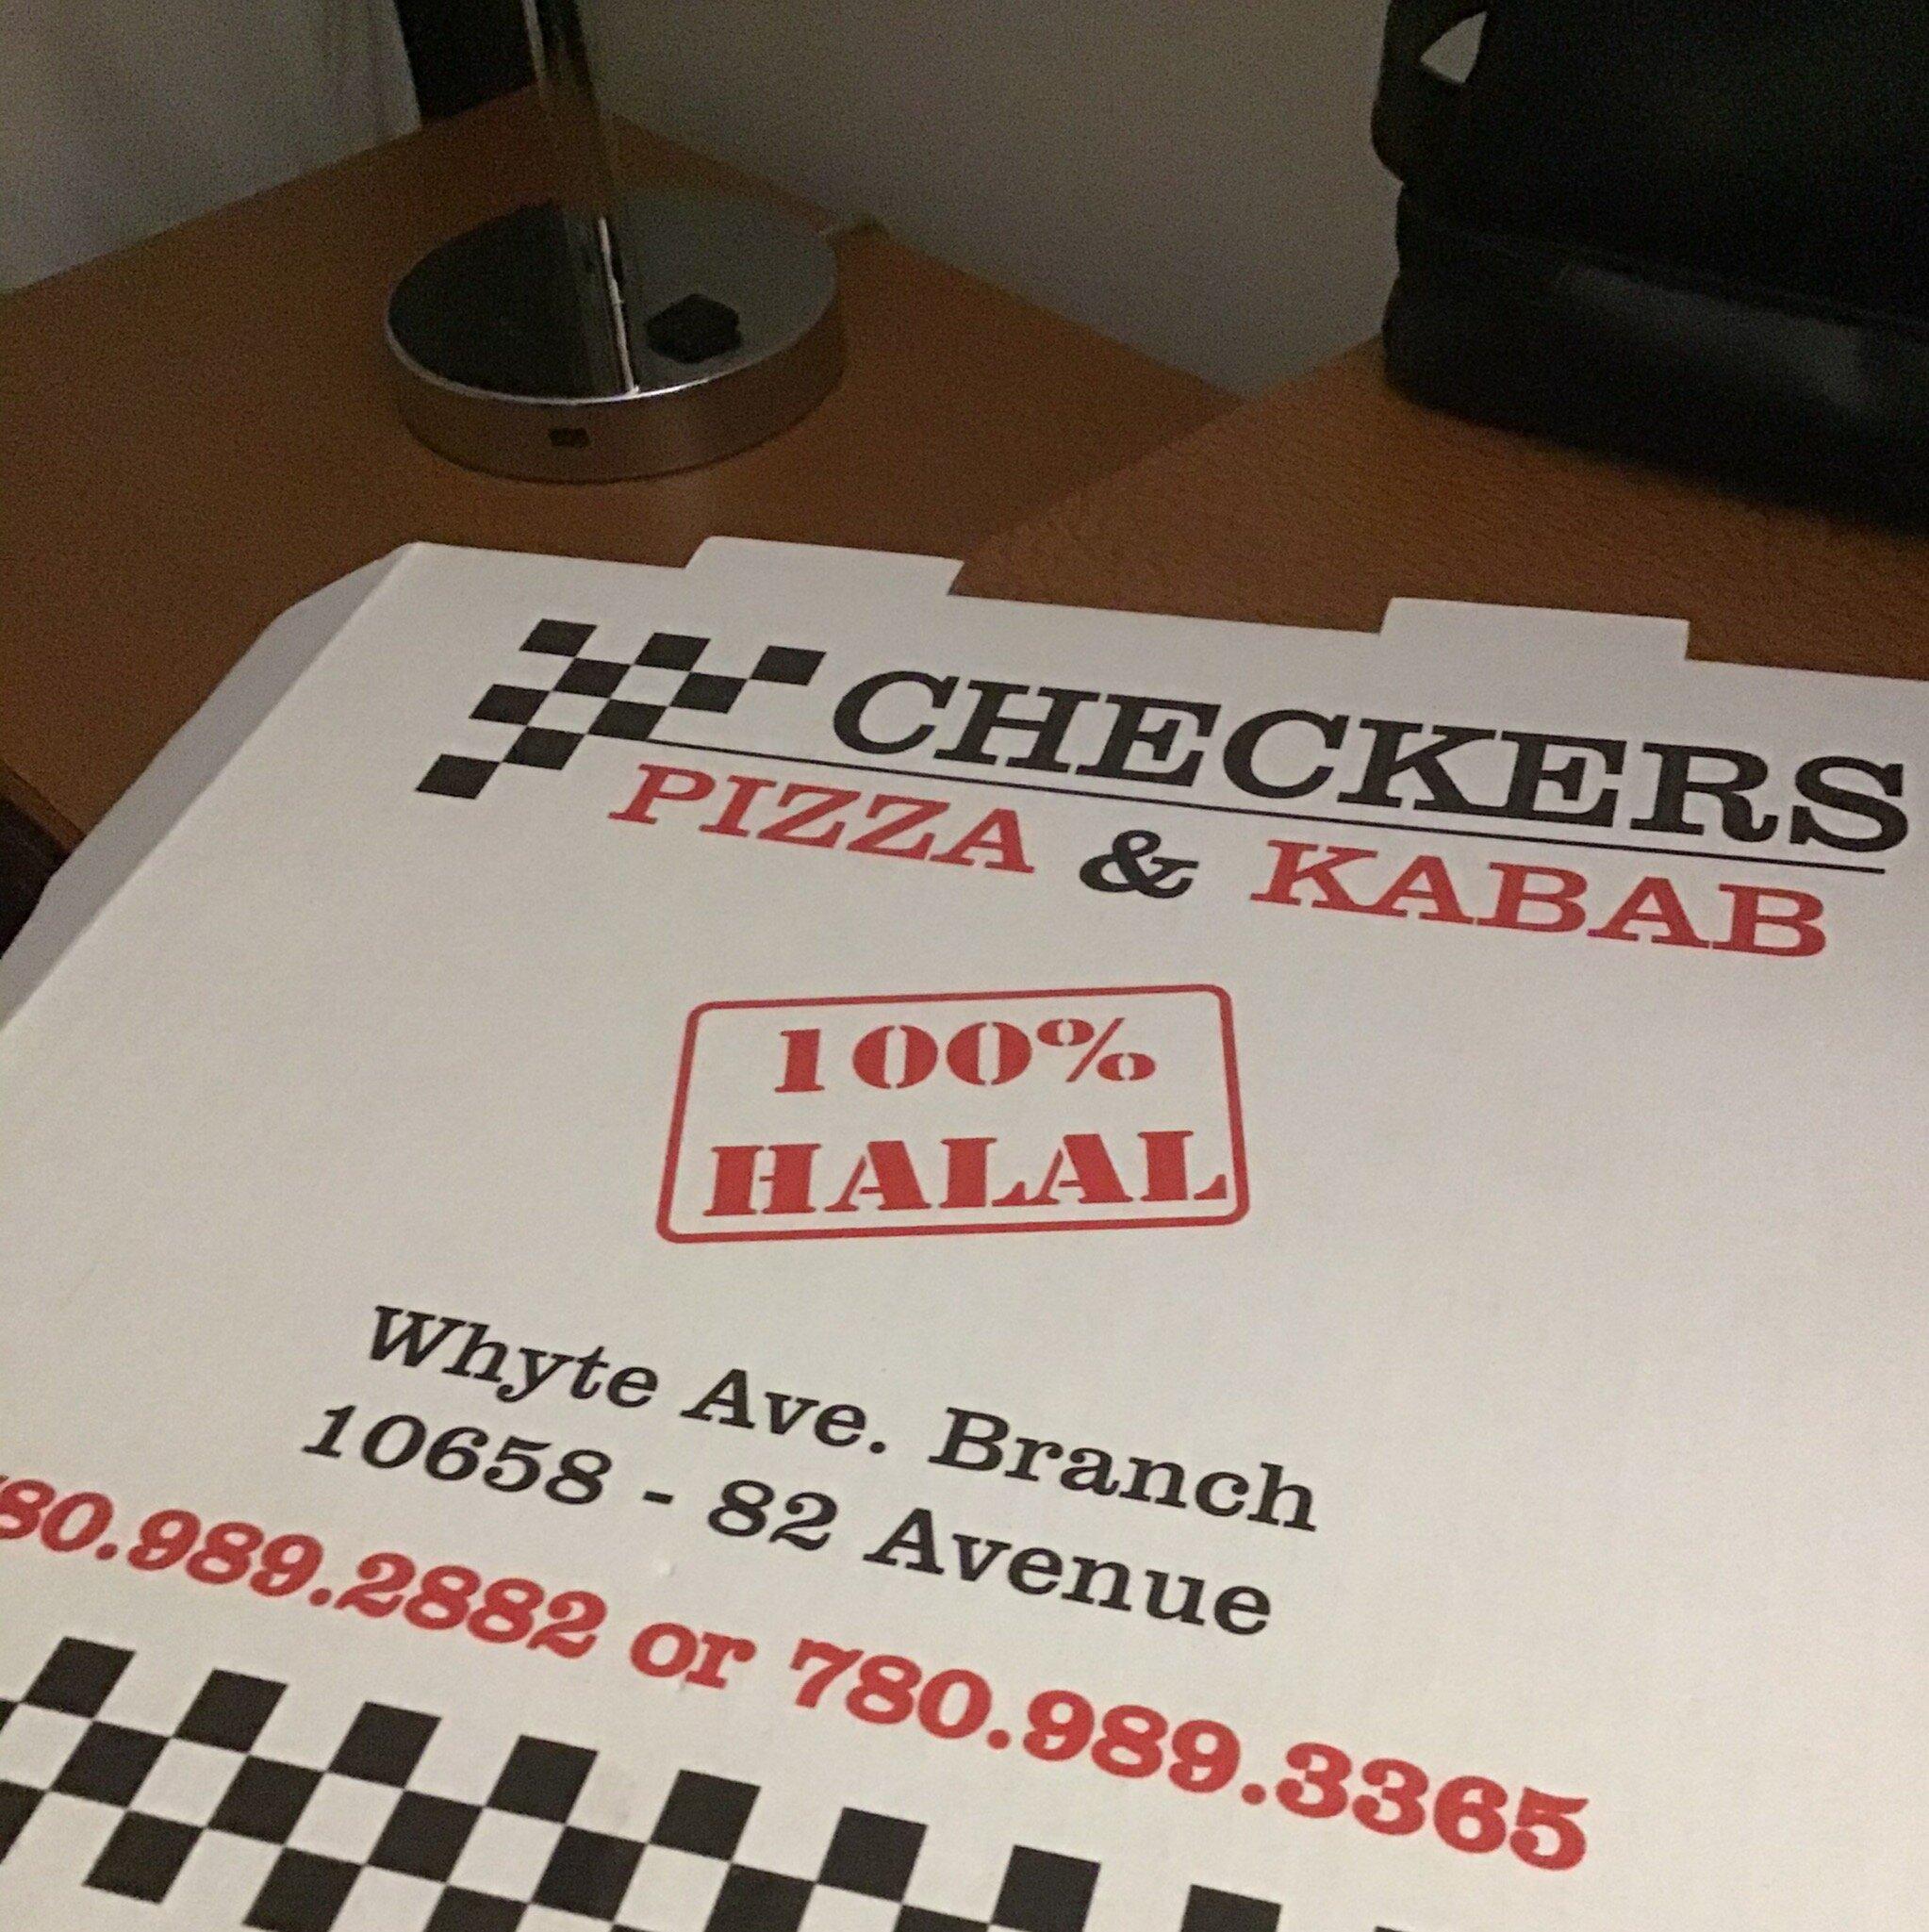 CHECKERS
PIZZA & KABAB
100%
HALAL
Whyte Ave. Branch
10658 - 82 Avenue
80.989.2882 or 780.989.3365